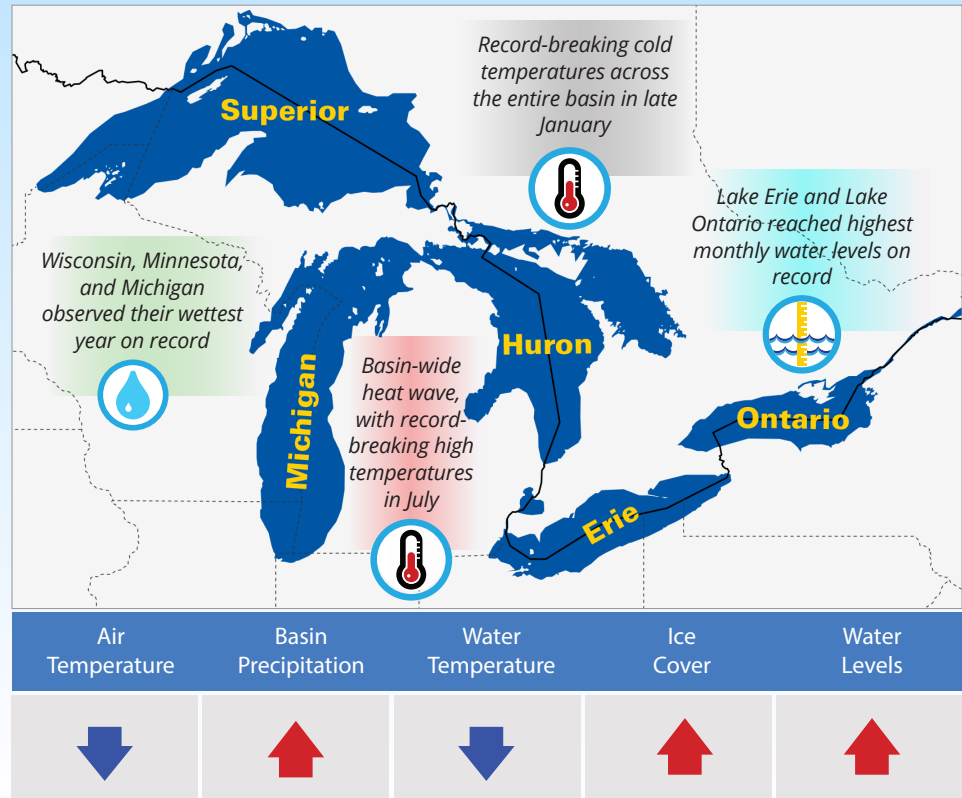 Record-breaking cold
temperatures across
the entire basin in late
January
Superior
Lake Erie and Lake
Ontario reached highest
monthly water levels on
record
Wisconsin, Minnesota,
and Michigan
observed their wettest
year on record
Huron
Michigan
Basin-wide
heat wave,
with record-
breaking high
temperatures
in July
Ontario
Erie
Air
Temperature
Basin
Precipitation
Water
Temperature
Ice
Cover
Water
Levels